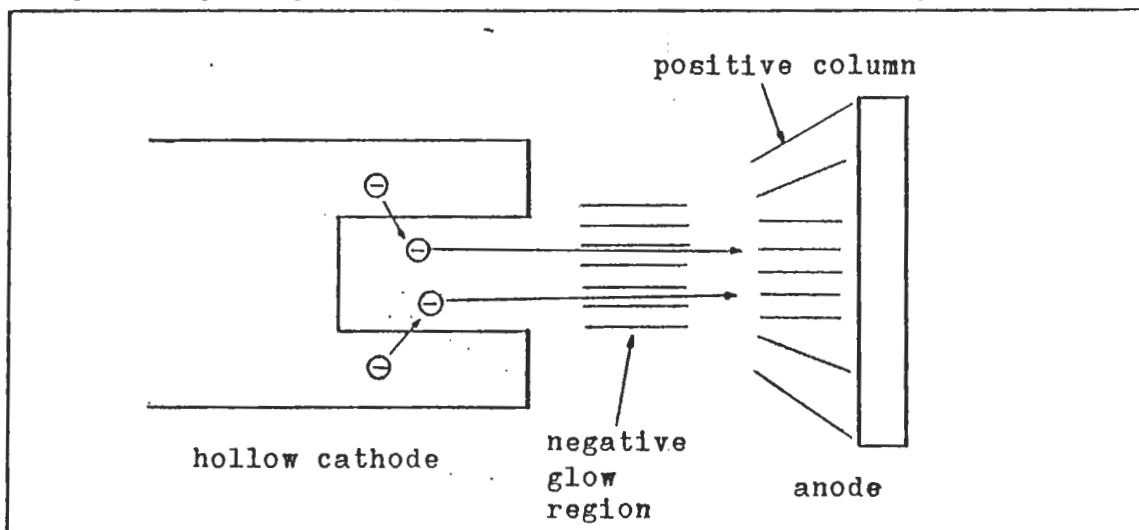 positive column
hollow cathode
negative
glow
region
anode